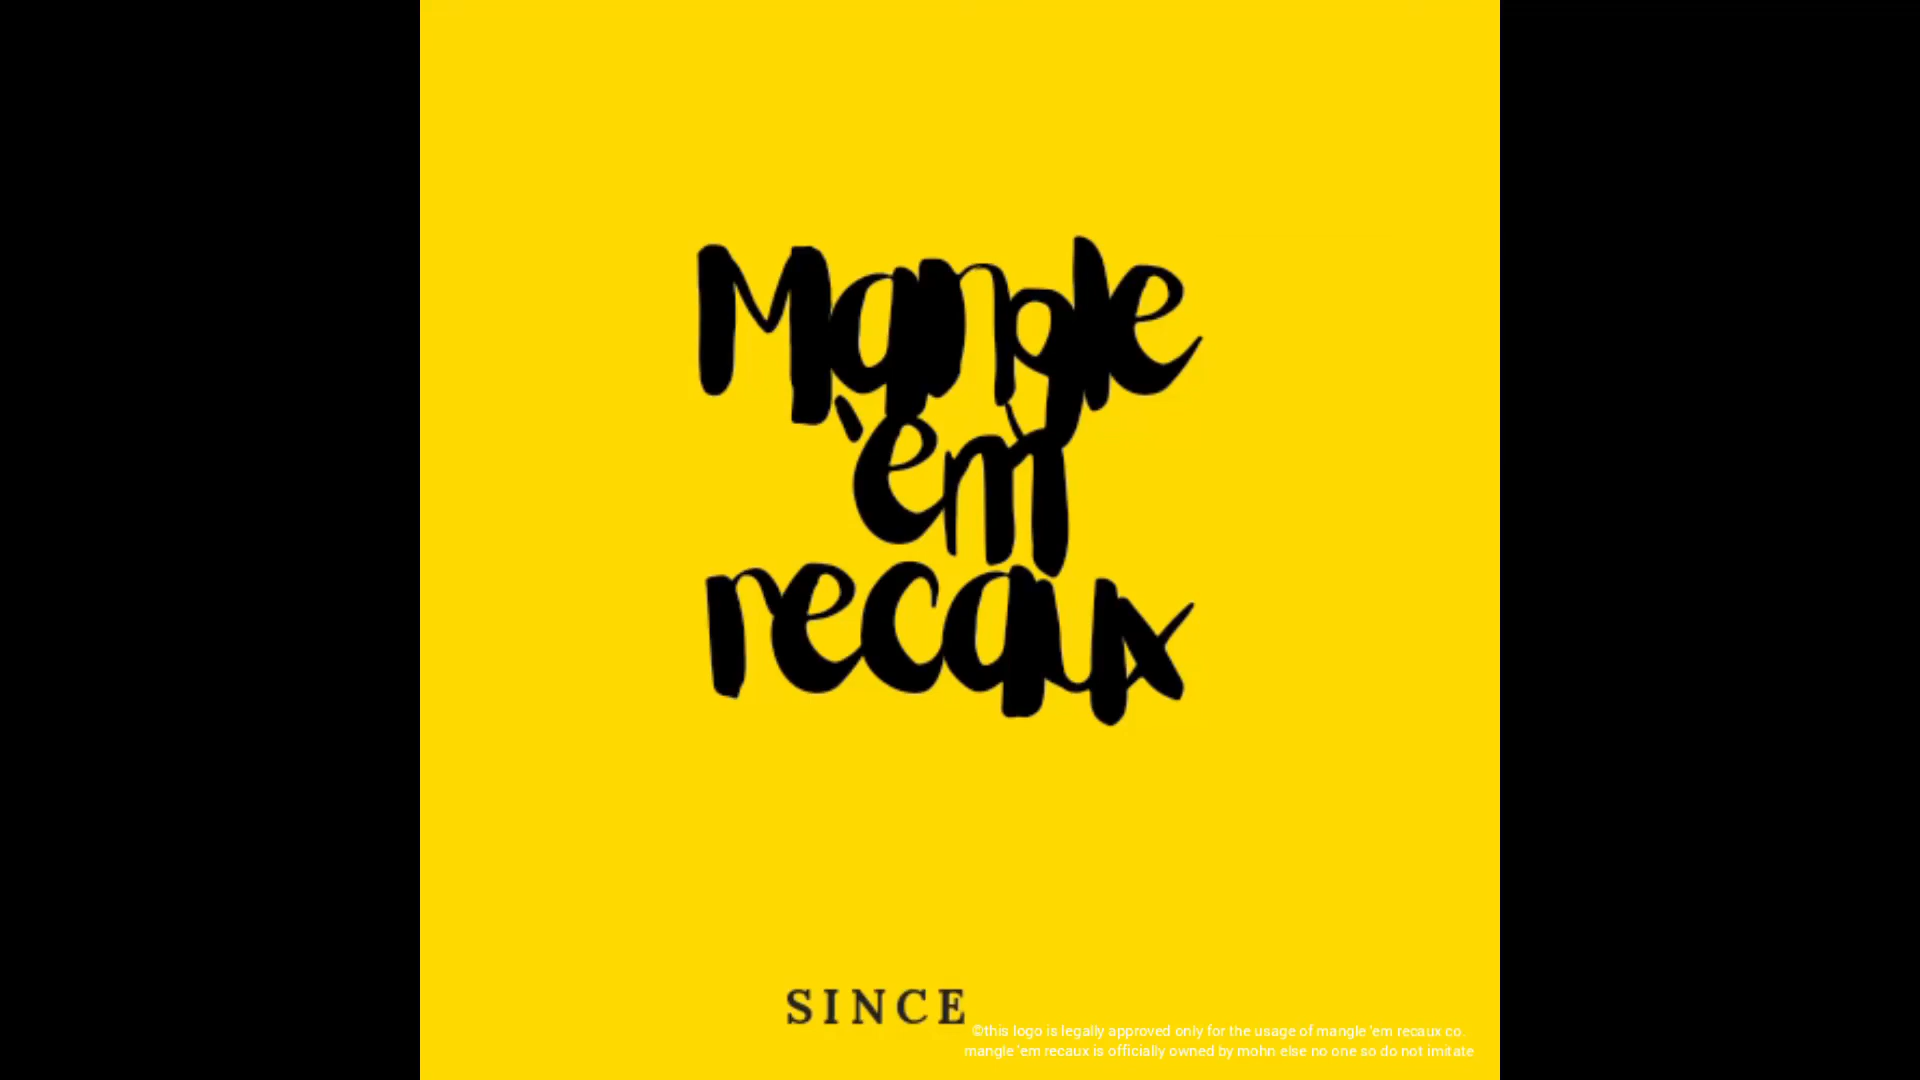 Mangle
'em
recaux
SINCE
©this logo is legally approved only for the usage of mangle 'em recaux co.
mangle 'em recaux is officially owned by mohn else no one so do not imitate